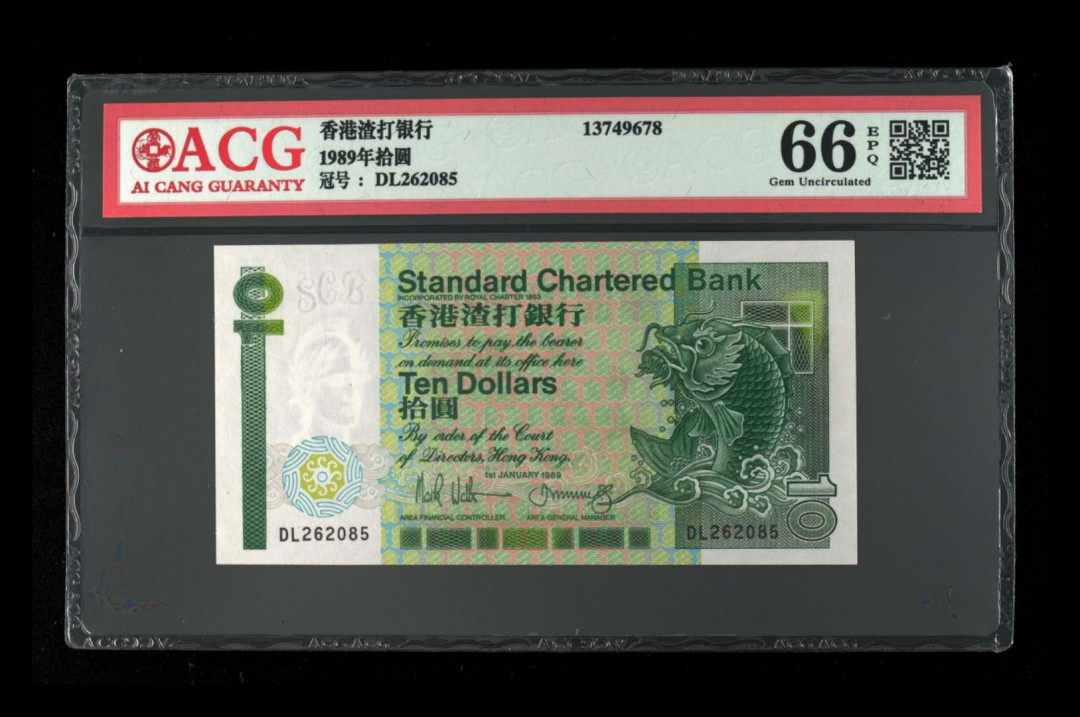 ACG
AI CANG GUARANTY
香港渣打银行
1989年拾圆
冠号：DL262085
13749678
66
EPQ
Gem Uncirculated
10
SCB
Standard Chartered Bank
INCORPORATED BY ROYAL CHARTER 1853
香港渣打銀行
Promises to pay the bearer
on demand at its office here
Ten Dollars
拾圓
By order of the Court
of Directors, Hong Kong.
1st JANUARY 1989
AREA FINANCIAL CONTROLLER
AREA GENERAL MANAGER
DL262085
DL262085
10